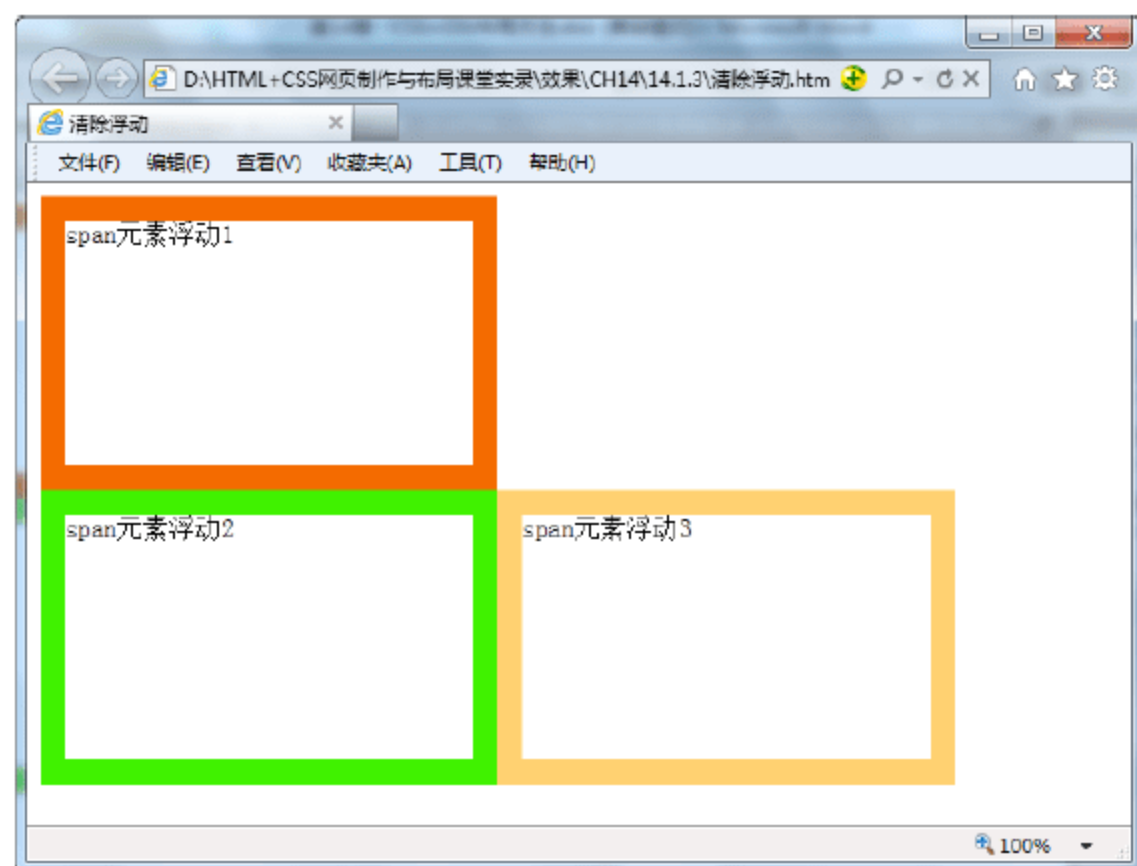 D:\HTML+CSS网页制作与布局课堂实录\效果\CH14\14.1.3\清除浮动.htm
清除浮动
文件(F) 编辑(E) 查看(V) 收藏夹(A) 工具(T) 帮助(H)
span元素浮动1
span元素浮动2 span元素浮动3
100%